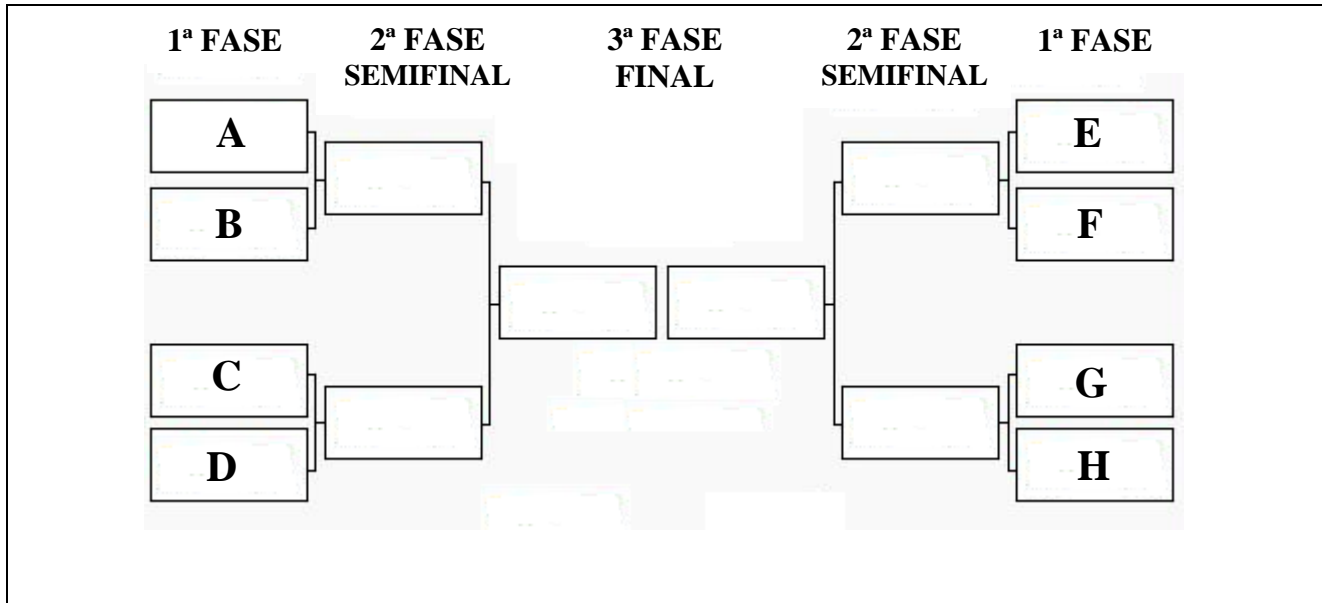 1ª FASE 2ª FASE 3ª FASE 2ª FASE 1ª FASE
SEMIFINAL FINAL SEMIFINAL
A E
B F
C G
D H